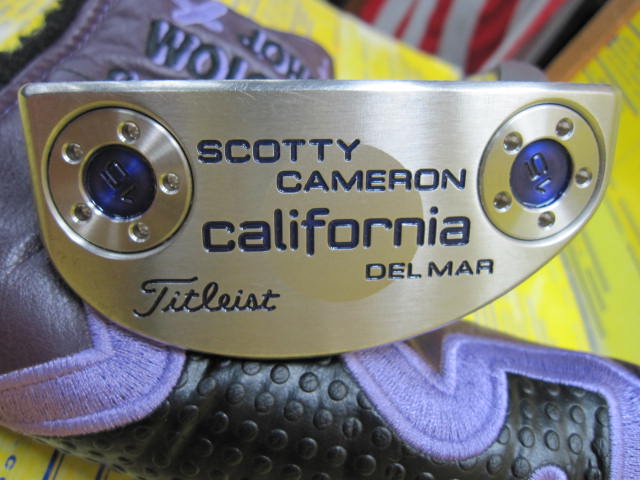 SCOTTY
CAMERON
california
DEL MAR
Titleist